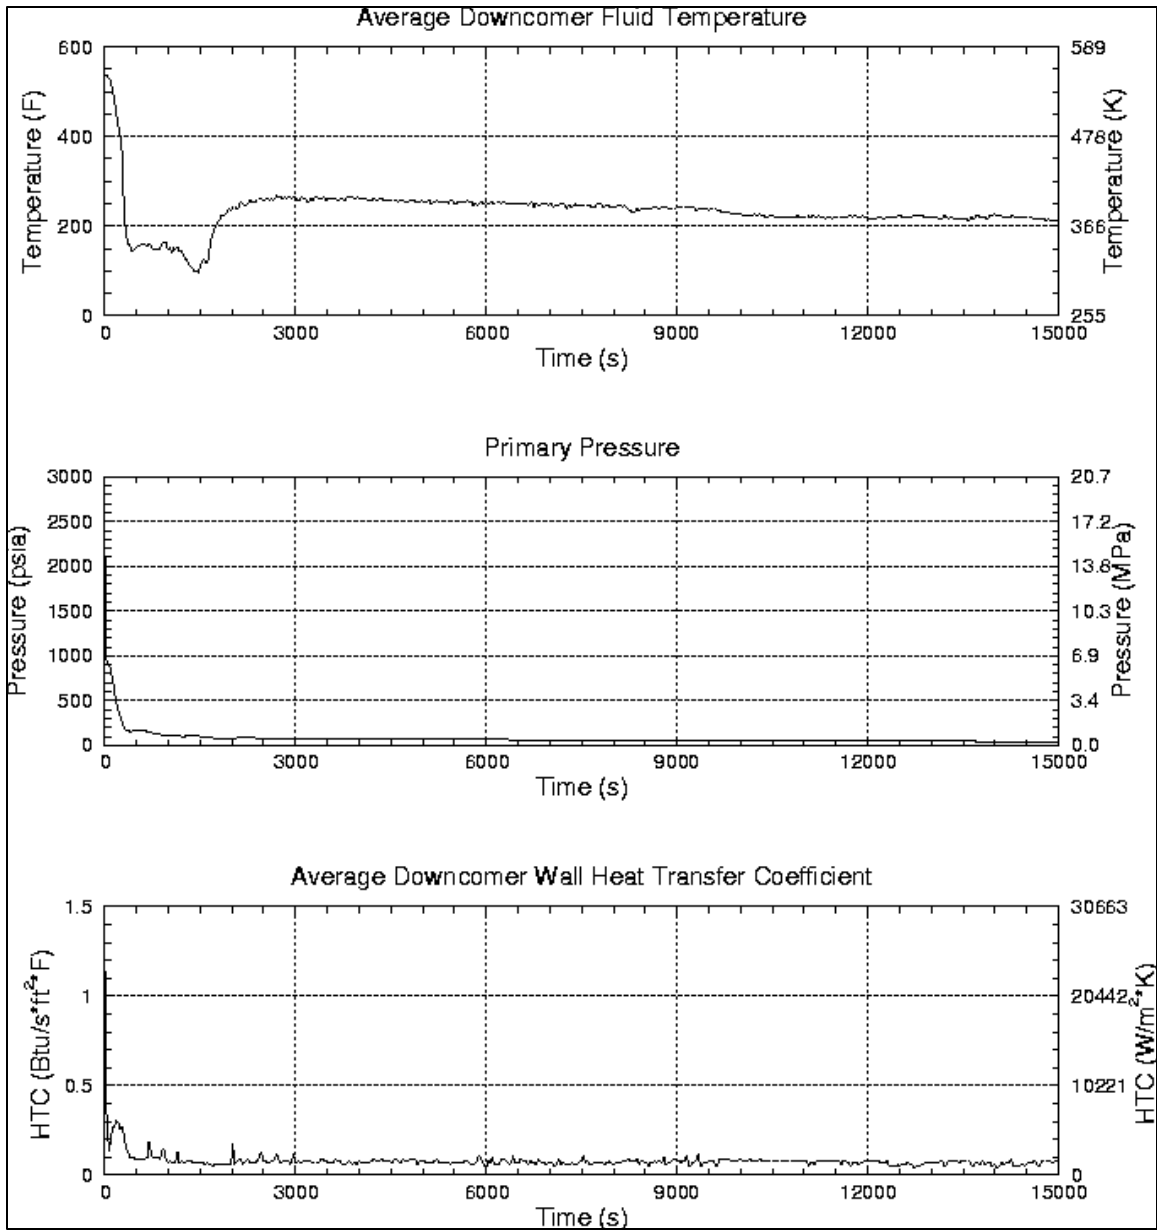 Average Downcomer Fluid Temperature
Temperature (F)
600
400
200
0
589
478
366
255
Temperature (K)
0 3000 6000 9000 12000 15000
Time (s)
Primary Pressure
Pressure (psia)
3000
2500
2000
1500
1000
500
0
20.7
17.2
13.8
10.3
6.9
3.4
0.0
Pressure (MPa)
0 3000 6000 9000 12000 15000
Time (s)
Average Downcomer Wall Heat Transfer Coefficient
HTC (Btu/s*ft²*F)
1.5
1
0.5
0
30663
20442
10221
0
HTC (W/m²*K)
0 3000 6000 9000 12000 15000
Time (s)